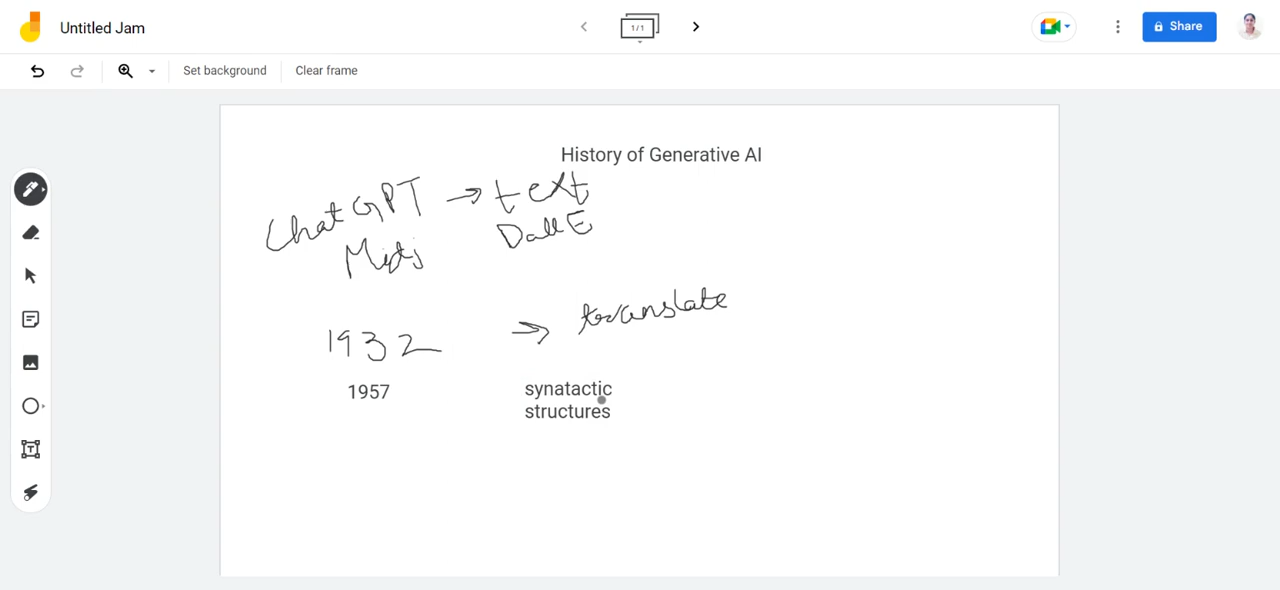 Untitled Jam
1/1
Share
Set background
Clear frame
History of Generative AI
ChatGPT → text
Midj
DallE
1932 → translate
1957
synatactic
structures